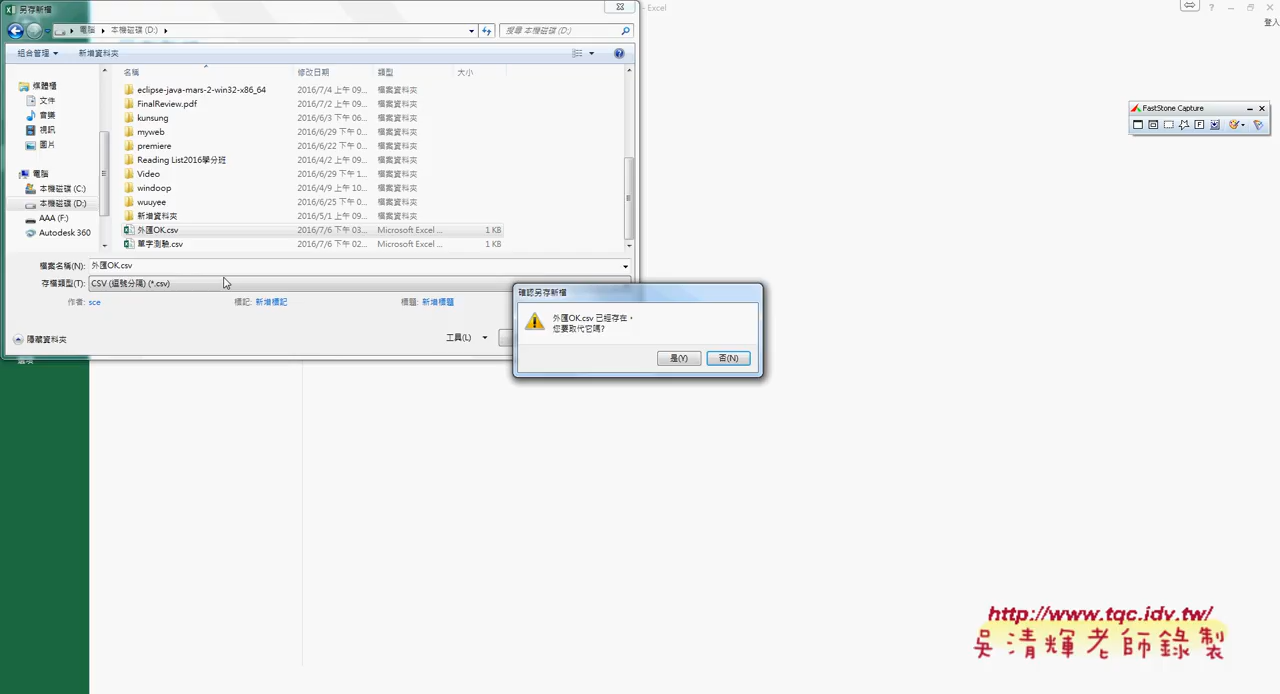 另存新檔
- Excel
登入
電腦 本機磁碟 (D:)
搜尋 本機磁碟 (D:)
組合管理
新增資料夾
名稱 修改日期 類型 大小
媒體櫃
文件
音樂
視訊
圖片
電腦
本機磁碟 (C:)
本機磁碟 (D:)
AAA (F:)
Autodesk 360
eclipse-java-mars-2-win32-x86_64 2016/7/4 上午 09... 檔案資料夾
FinalReview.pdf 2016/7/2 上午 09... 檔案資料夾
kunsung 2016/6/3 下午 06... 檔案資料夾
myweb 2016/6/29 下午 0... 檔案資料夾
premiere 2016/6/22 下午 0... 檔案資料夾
Reading List2016學分班 2016/4/2 上午 09... 檔案資料夾
Video 2016/6/29 下午 1... 檔案資料夾
windoop 2016/4/9 上午 10... 檔案資料夾
wuuyee 2016/6/25 下午 0... 檔案資料夾
新增資料夾 2016/5/1 上午 09... 檔案資料夾
外匯OK.csv 2016/7/6 下午 03... Microsoft Excel ... 1 KB
單字測驗.csv 2016/7/6 下午 02... Microsoft Excel ... 1 KB
檔案名稱(N): 外匯OK.csv
存檔類型(T): CSV (逗號分隔) (*.csv)
作者: sce 標記: 新增標記 標題: 新增標題
隱藏資料夾
工具(L)
確認另存新檔
外匯OK.csv 已經存在。
您要取代它嗎?
是(Y) 否(N)
FastStone Capture
http://www.tqc.idv.tw/
吳清輝老師錄製